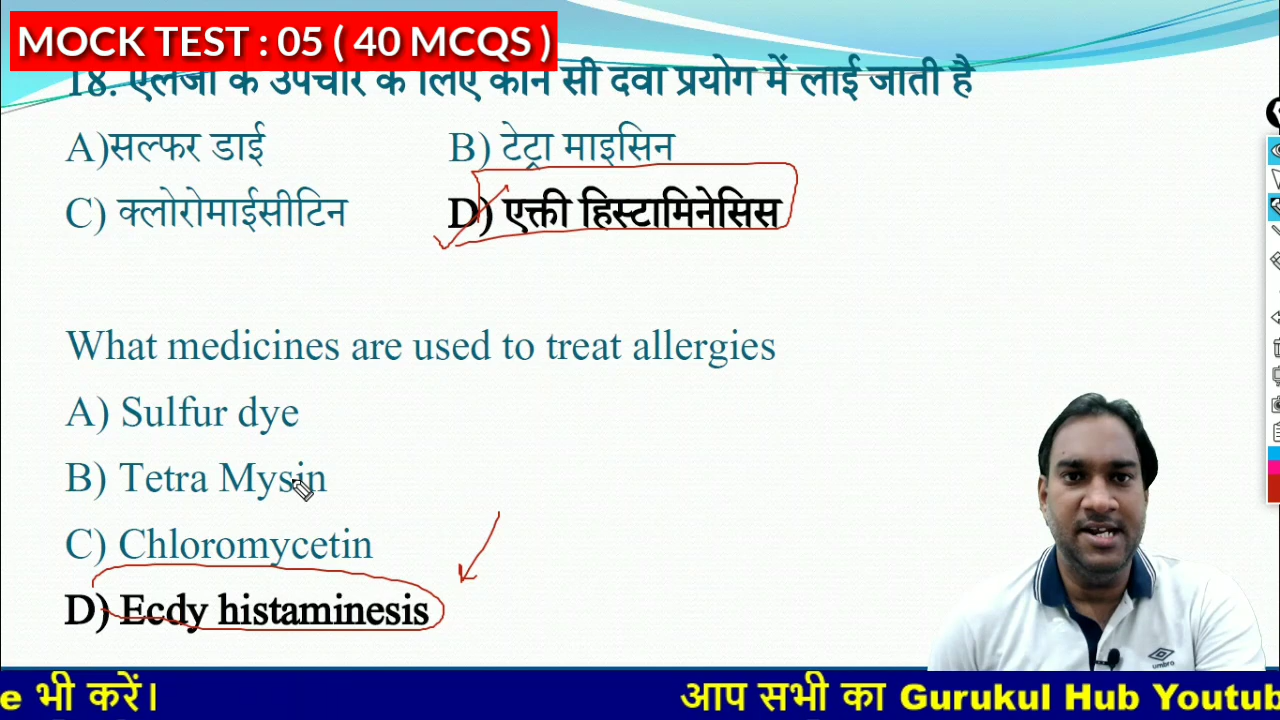 MOCK TEST : 05 ( 40 MCQS )
18. एलर्जी के उपचार के लिए कौन सी दवा प्रयोग में लाई जाती है
A)सल्फर डाई B) टेट्रा माइसिन
C) क्लोरोमाईसीटिन D) एक्ती हिस्टामिनेसिस
What medicines are used to treat allergies
A) Sulfur dye
B) Tetra Mysin
C) Chloromycetin
D) Ecdy histaminesis
umbro
e भी करें। आप सभी का Gurukul Hub Youtub